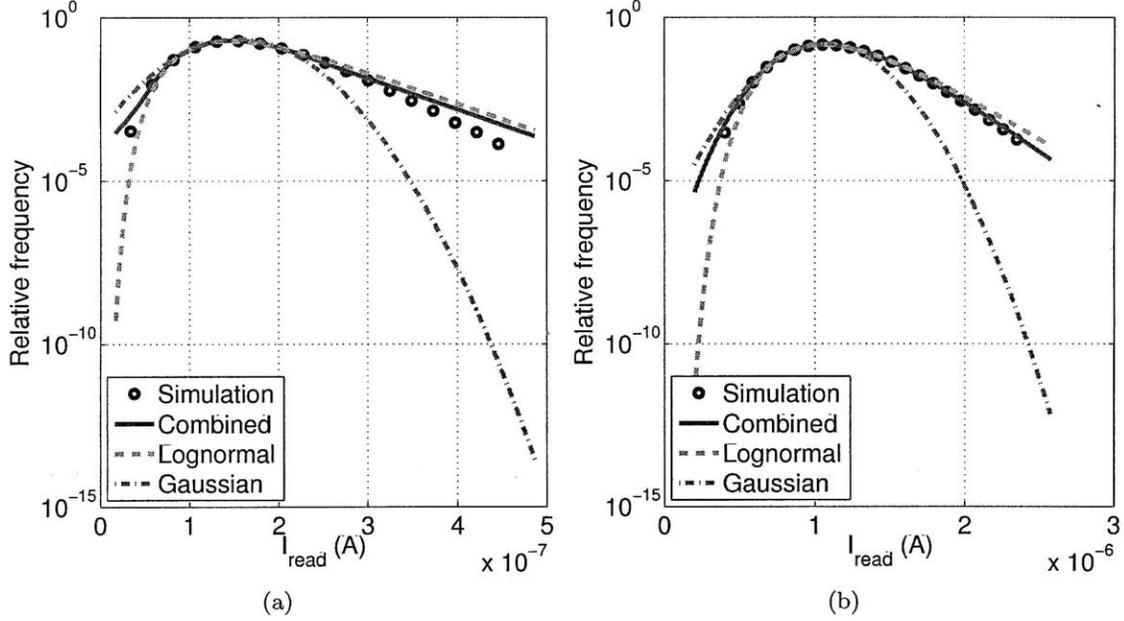 10^0
10^-5
10^-10
10^-15
Relative frequency
Simulation
Combined
Lognormal
Gaussian
0 1 2 3 4 5
I_read (A)
x 10^-7
(a)
10^0
10^-5
10^-10
10^-15
Relative frequency
Simulation
Combined
Lognormal
Gaussian
0 1 2 3
I_read (A)
x 10^-6
(b)